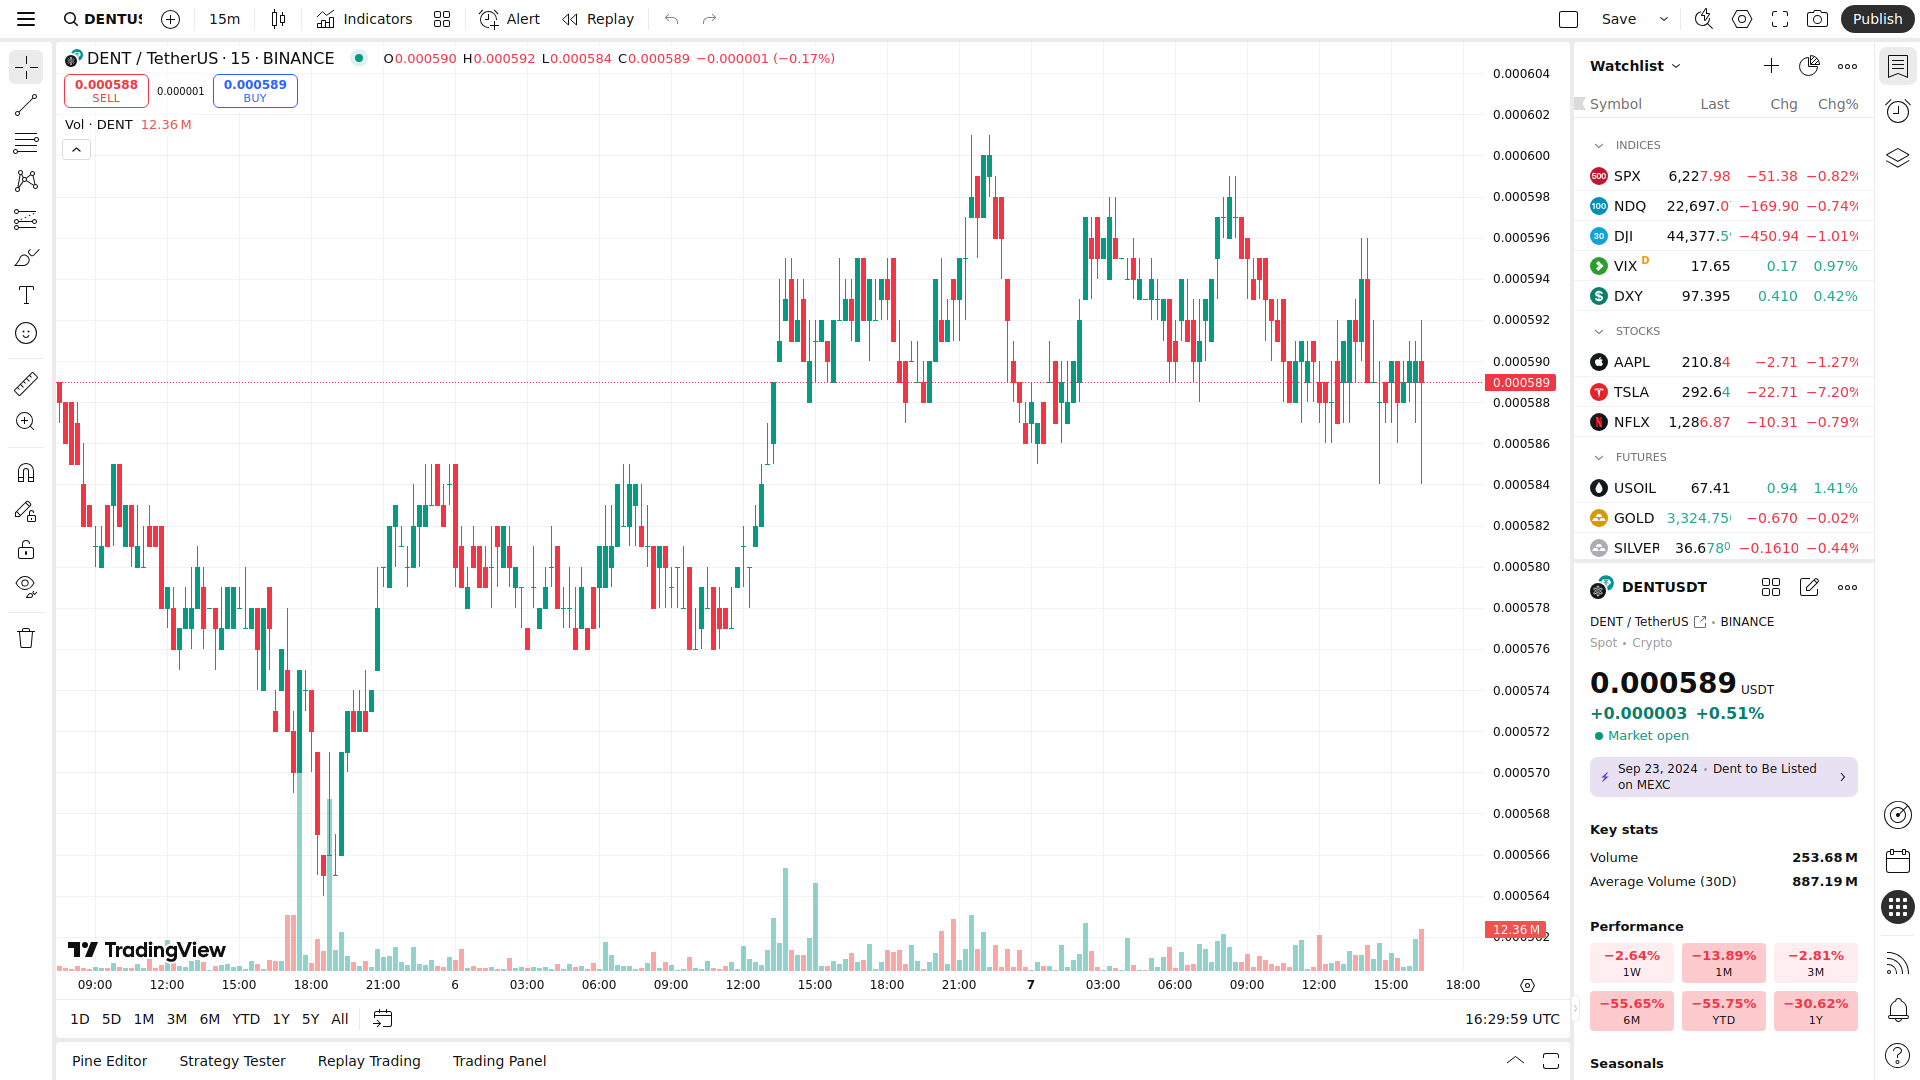 DENTUS
15m
Indicators
Alert
Replay
Save
Publish
DENT / TetherUS · 15 · BINANCE
O0.000590 H0.000592 L0.000584 C0.000589 −0.000001 (−0.17%)
0.000588
SELL
0.000001
0.000589
BUY
Vol · DENT 12.36 M
0.000604
0.000602
0.000600
0.000598
0.000596
0.000594
0.000592
0.000590
0.000589
0.000588
0.000586
0.000584
0.000582
0.000580
0.000578
0.000576
0.000574
0.000572
0.000570
0.000568
0.000566
0.000564
12.36 M
TradingView
09:00 12:00 15:00 18:00 21:00 6 03:00 06:00 09:00 12:00 15:00 18:00 21:00 7 03:00 06:00 09:00 12:00 15:00 18:00
1D 5D 1M 3M 6M YTD 1Y 5Y All
16:29:59 UTC
Pine Editor
Strategy Tester
Replay Trading
Trading Panel
Watchlist
Symbol Last Chg Chg%
INDICES
500 SPX 6,227.98 −51.38 −0.82%
100 NDQ 22,697.0 −169.90 −0.74%
30 DJI 44,377.5 −450.94 −1.01%
VIX D 17.65 0.17 0.97%
DXY 97.395 0.410 0.42%
STOCKS
AAPL 210.84 −2.71 −1.27%
TSLA 292.64 −22.71 −7.20%
NFLX 1,286.87 −10.31 −0.79%
FUTURES
USOIL 67.41 0.94 1.41%
GOLD 3,324.75 −0.670 −0.02%
SILVER 36.6780 −0.1610 −0.44%
DENTUSDT
DENT / TetherUS • BINANCE
Spot • Crypto
0.000589 USDT
+0.000003 +0.51%
Market open
Sep 23, 2024 • Dent to Be Listed
on MEXC
Key stats
Volume 253.68 M
Average Volume (30D) 887.19 M
Performance
−2.64%
1W
−13.89%
1M
−2.81%
3M
−55.65%
6M
−55.75%
YTD
−30.62%
1Y
Seasonals